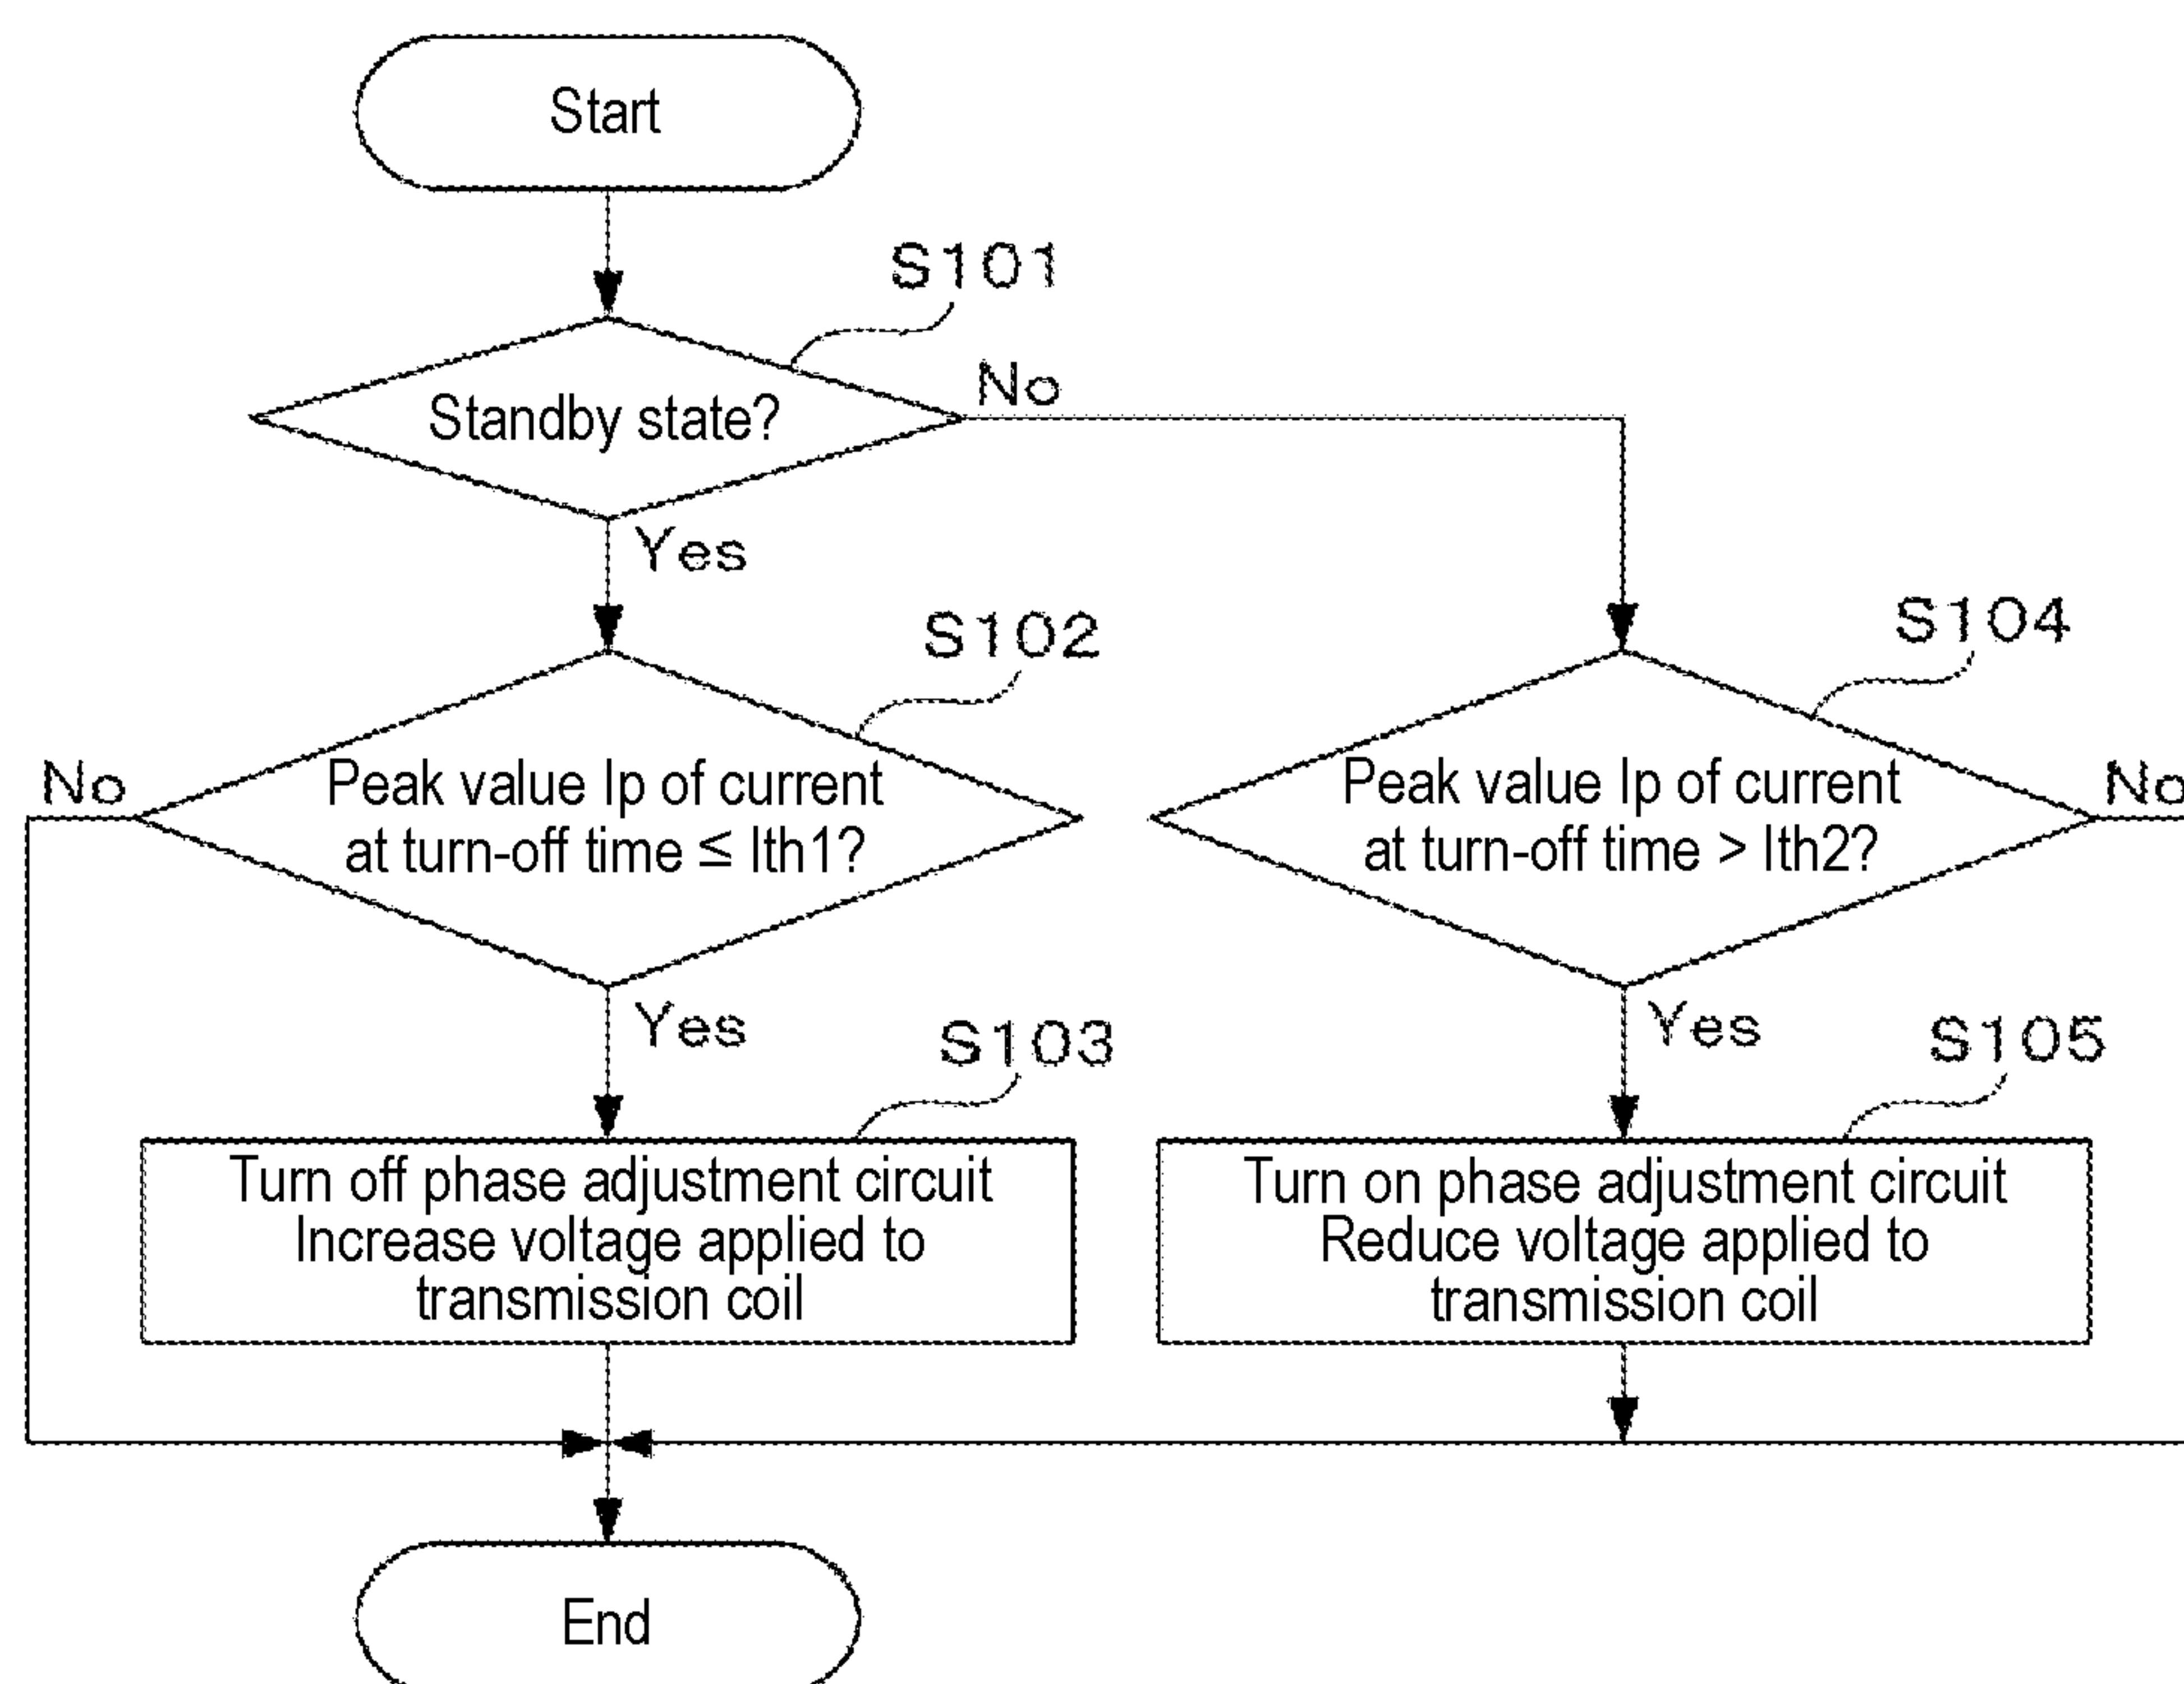 Start
S101
Standby state?
No
Yes
S102
S104
No
Peak value Ip of current
at turn-off time ≤ Ith1?
Peak value Ip of current
at turn-off time > Ith2?
No
Yes
S103
Yes
S105
Turn off phase adjustment circuit
Increase voltage applied to
transmission coil
Turn on phase adjustment circuit
Reduce voltage applied to
transmission coil
End